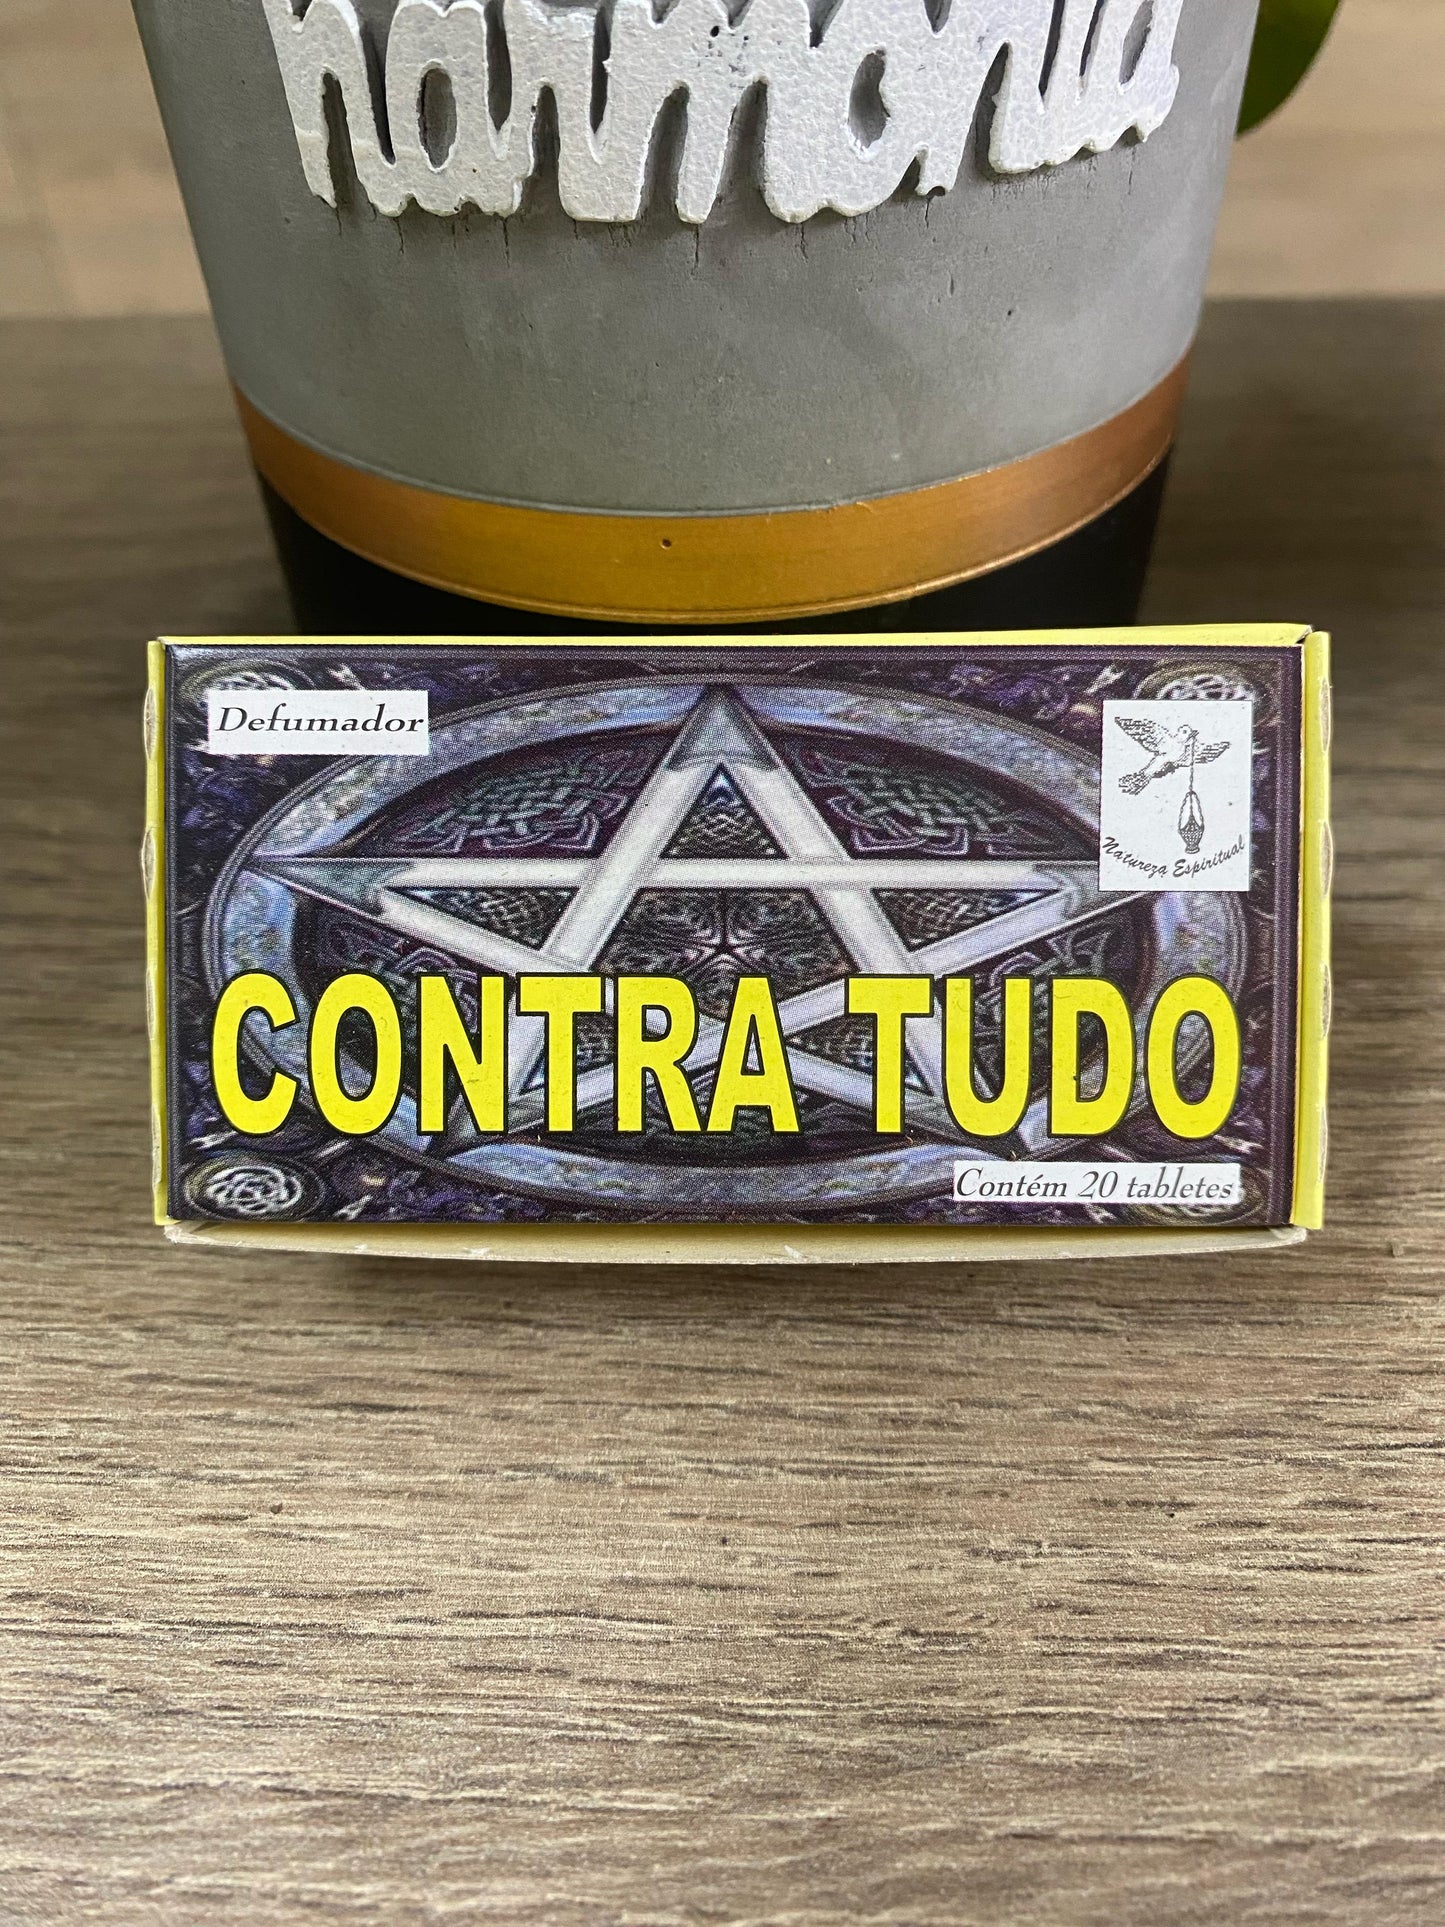 harmonia
Defumador
Natureza Espiritual
CONTRA TUDO
Contém 20 tabletes